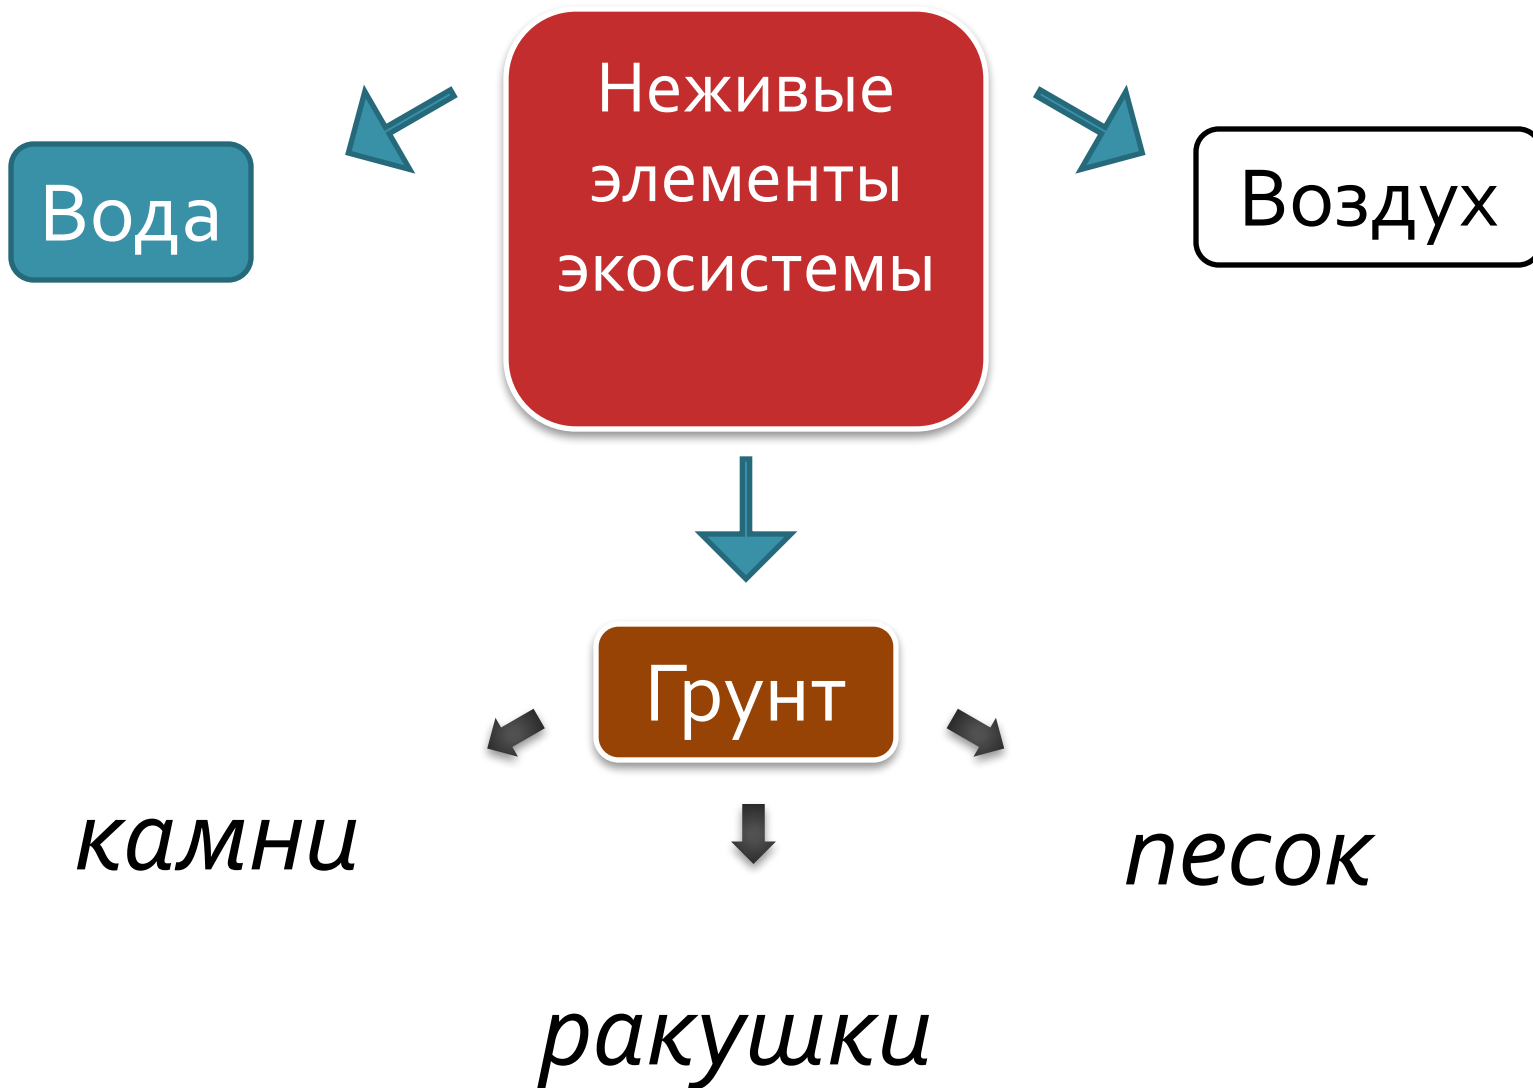 Неживые
элементы
экосистемы
Вода
Воздух
Грунт
камни
песок
ракушки